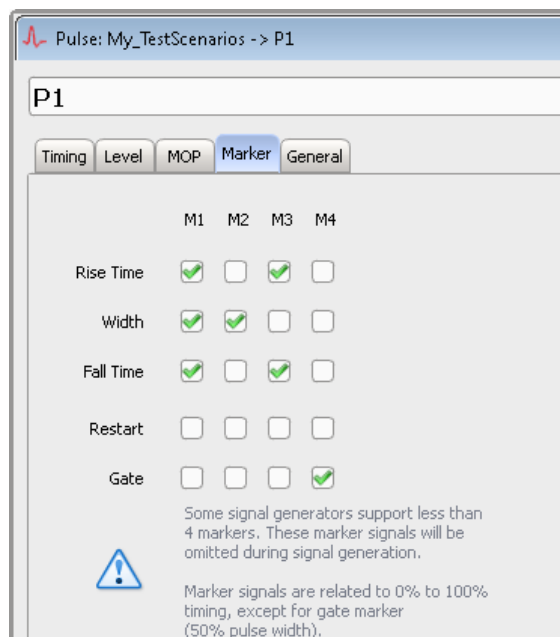 Pulse: My_TestScenarios -> P1
P1
Timing Level MOP Marker General
M1 M2 M3 M4
Rise Time
Width
Fall Time
Restart
Gate
Some signal generators support less than
4 markers. These marker signals will be
omitted during signal generation.
Marker signals are related to 0% to 100%
timing, except for gate marker
(50% pulse width).